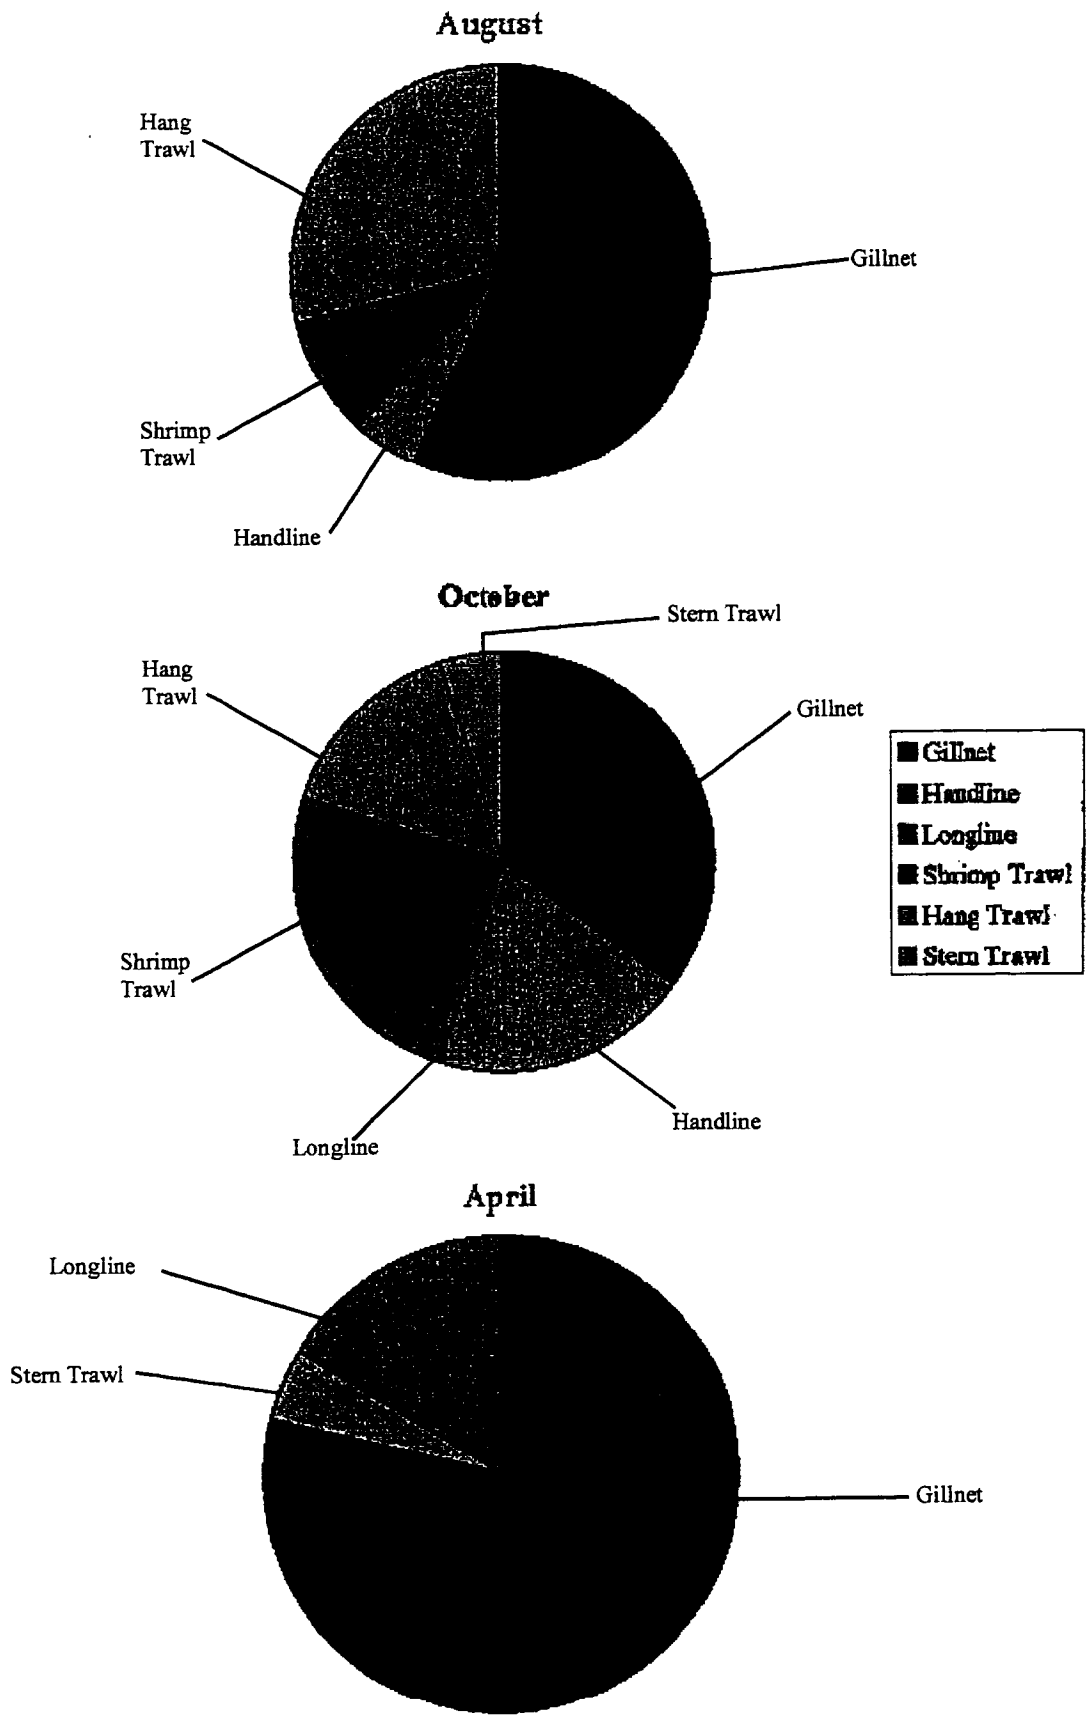 August
Hang
Trawl
Gillnet
Shrimp
Trawl
Handline
October
Stern Trawl
Hang
Trawl
Gillnet
Gillnet
Handline
Longline
Shrimp Trawl
Hang Trawl
Stern Trawl
Shrimp
Trawl
Handline
Longline
April
Longline
Stern Trawl
Gillnet